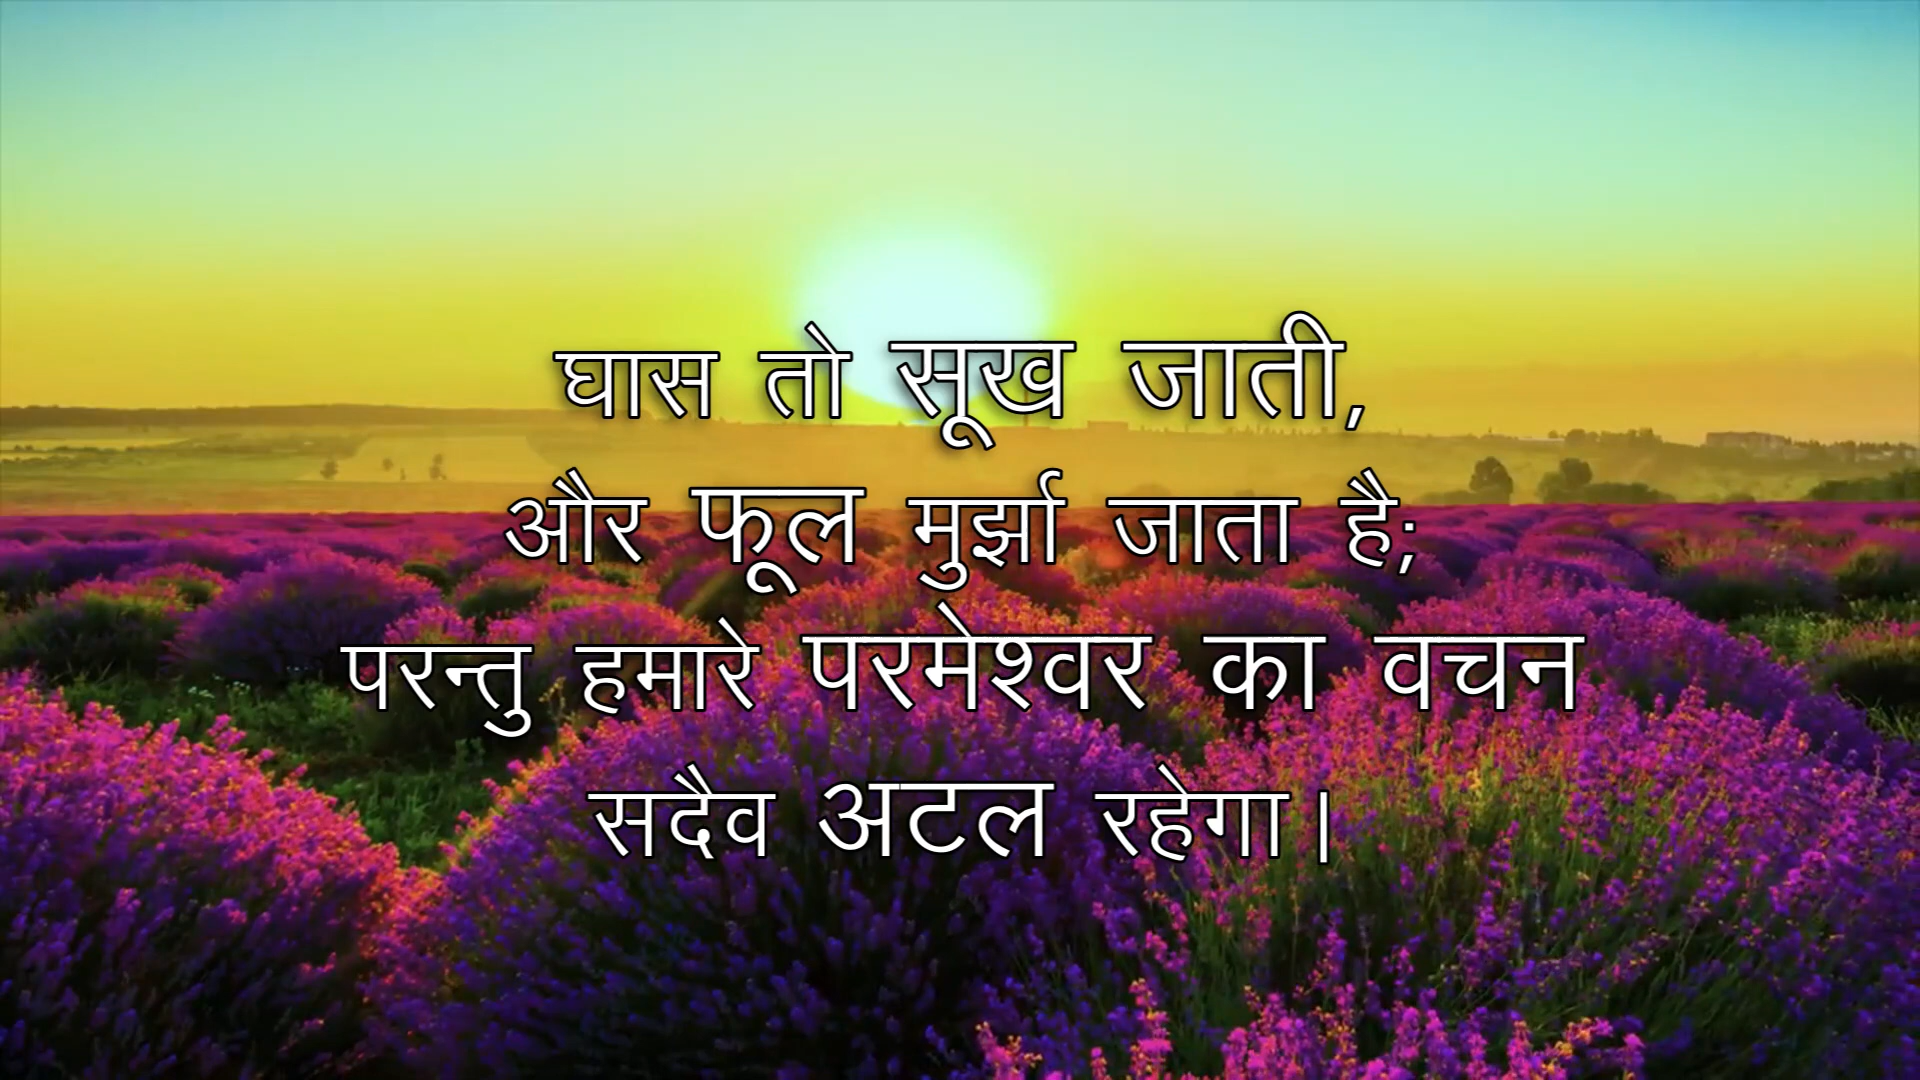 घास तो सूख जाती,
और फूल मुर्झा जाता है;
परन्तु हमारे परमेश्वर का वचन
सदैव अटल रहेगा।